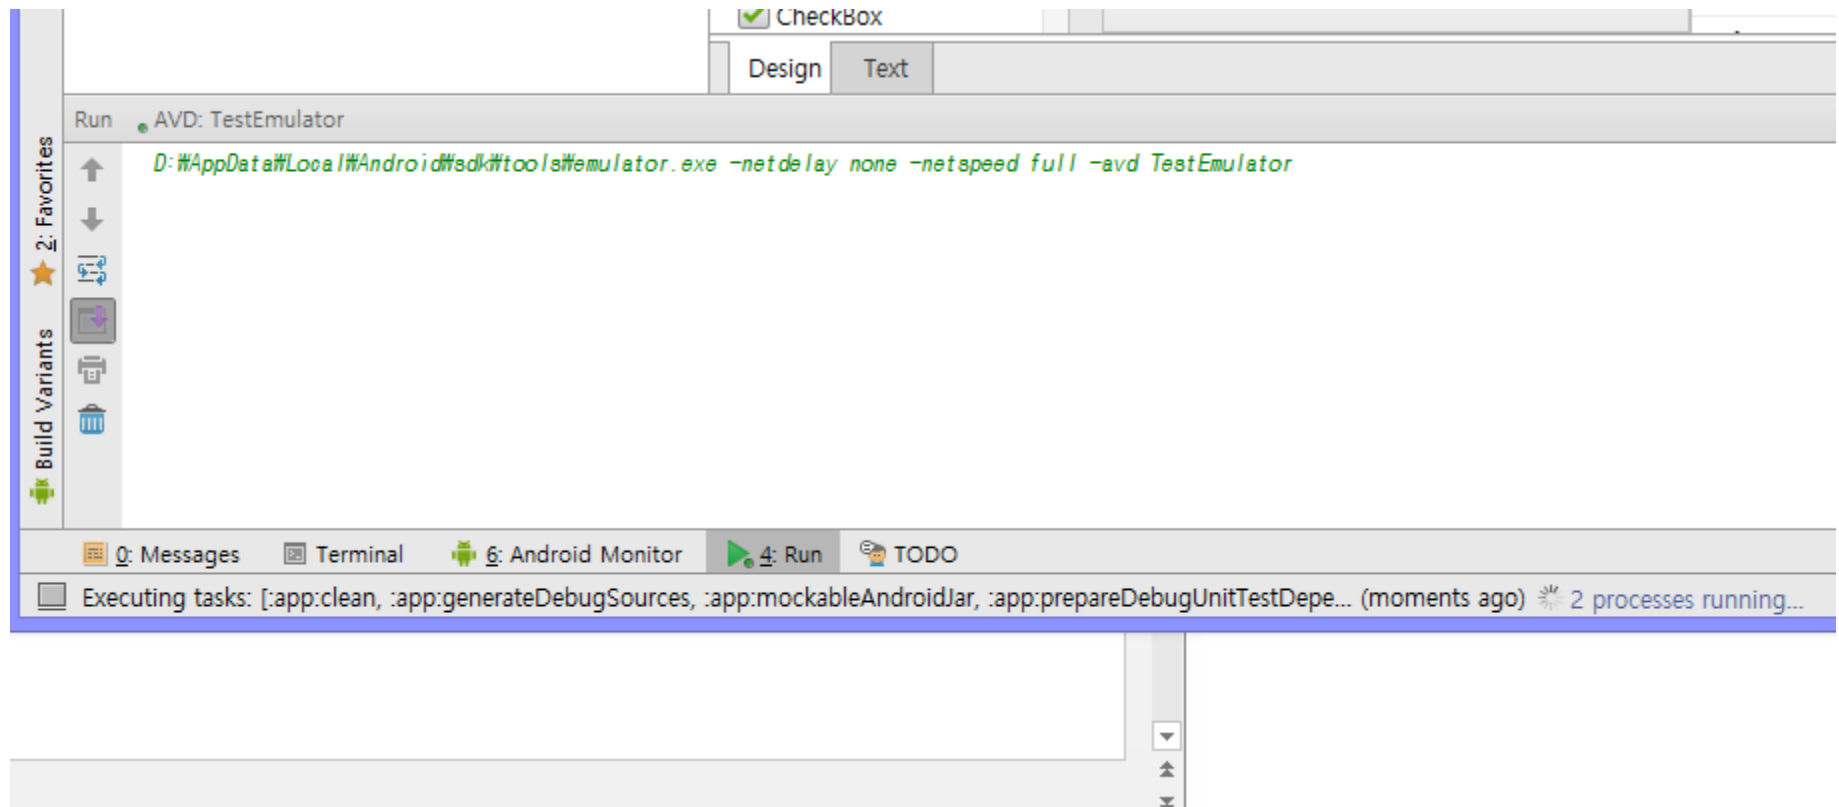 CheckBox
Design Text
Run AVD: TestEmulator
D:₩AppData₩Local₩Android₩sdk₩tools₩emulator.exe -netdelay none -netspeed full -avd TestEmulator
2: Favorites
Build Variants
0: Messages Terminal 6: Android Monitor 4: Run TODO
Executing tasks: [:app:clean, :app:generateDebugSources, :app:mockableAndroidJar, :app:prepareDebugUnitTestDepe... (moments ago) 2 processes running...